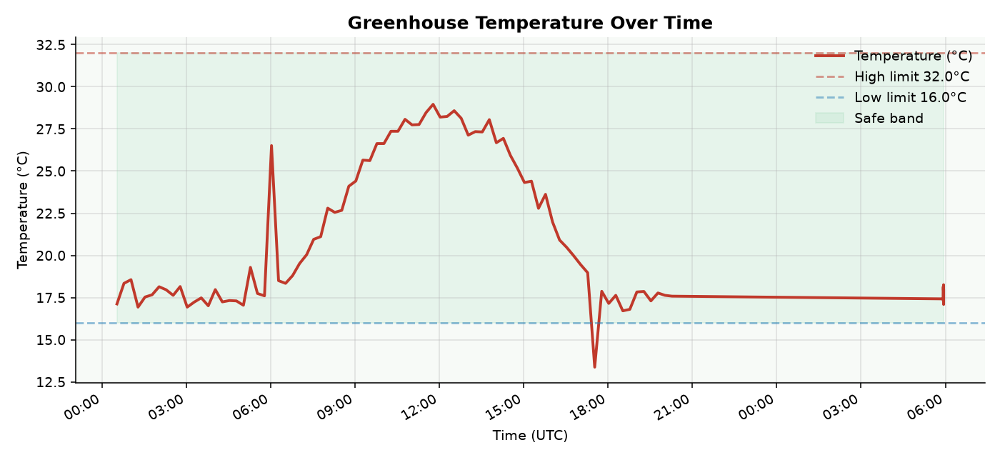 Greenhouse Temperature Over Time
Temperature (°C)
32.5
30.0
27.5
25.0
22.5
20.0
17.5
15.0
12.5
Temperature (°C)
High limit 32.0°C
Low limit 16.0°C
Safe band
00:00 03:00 06:00 09:00 12:00 15:00 18:00 21:00 00:00 03:00 06:00
Time (UTC)